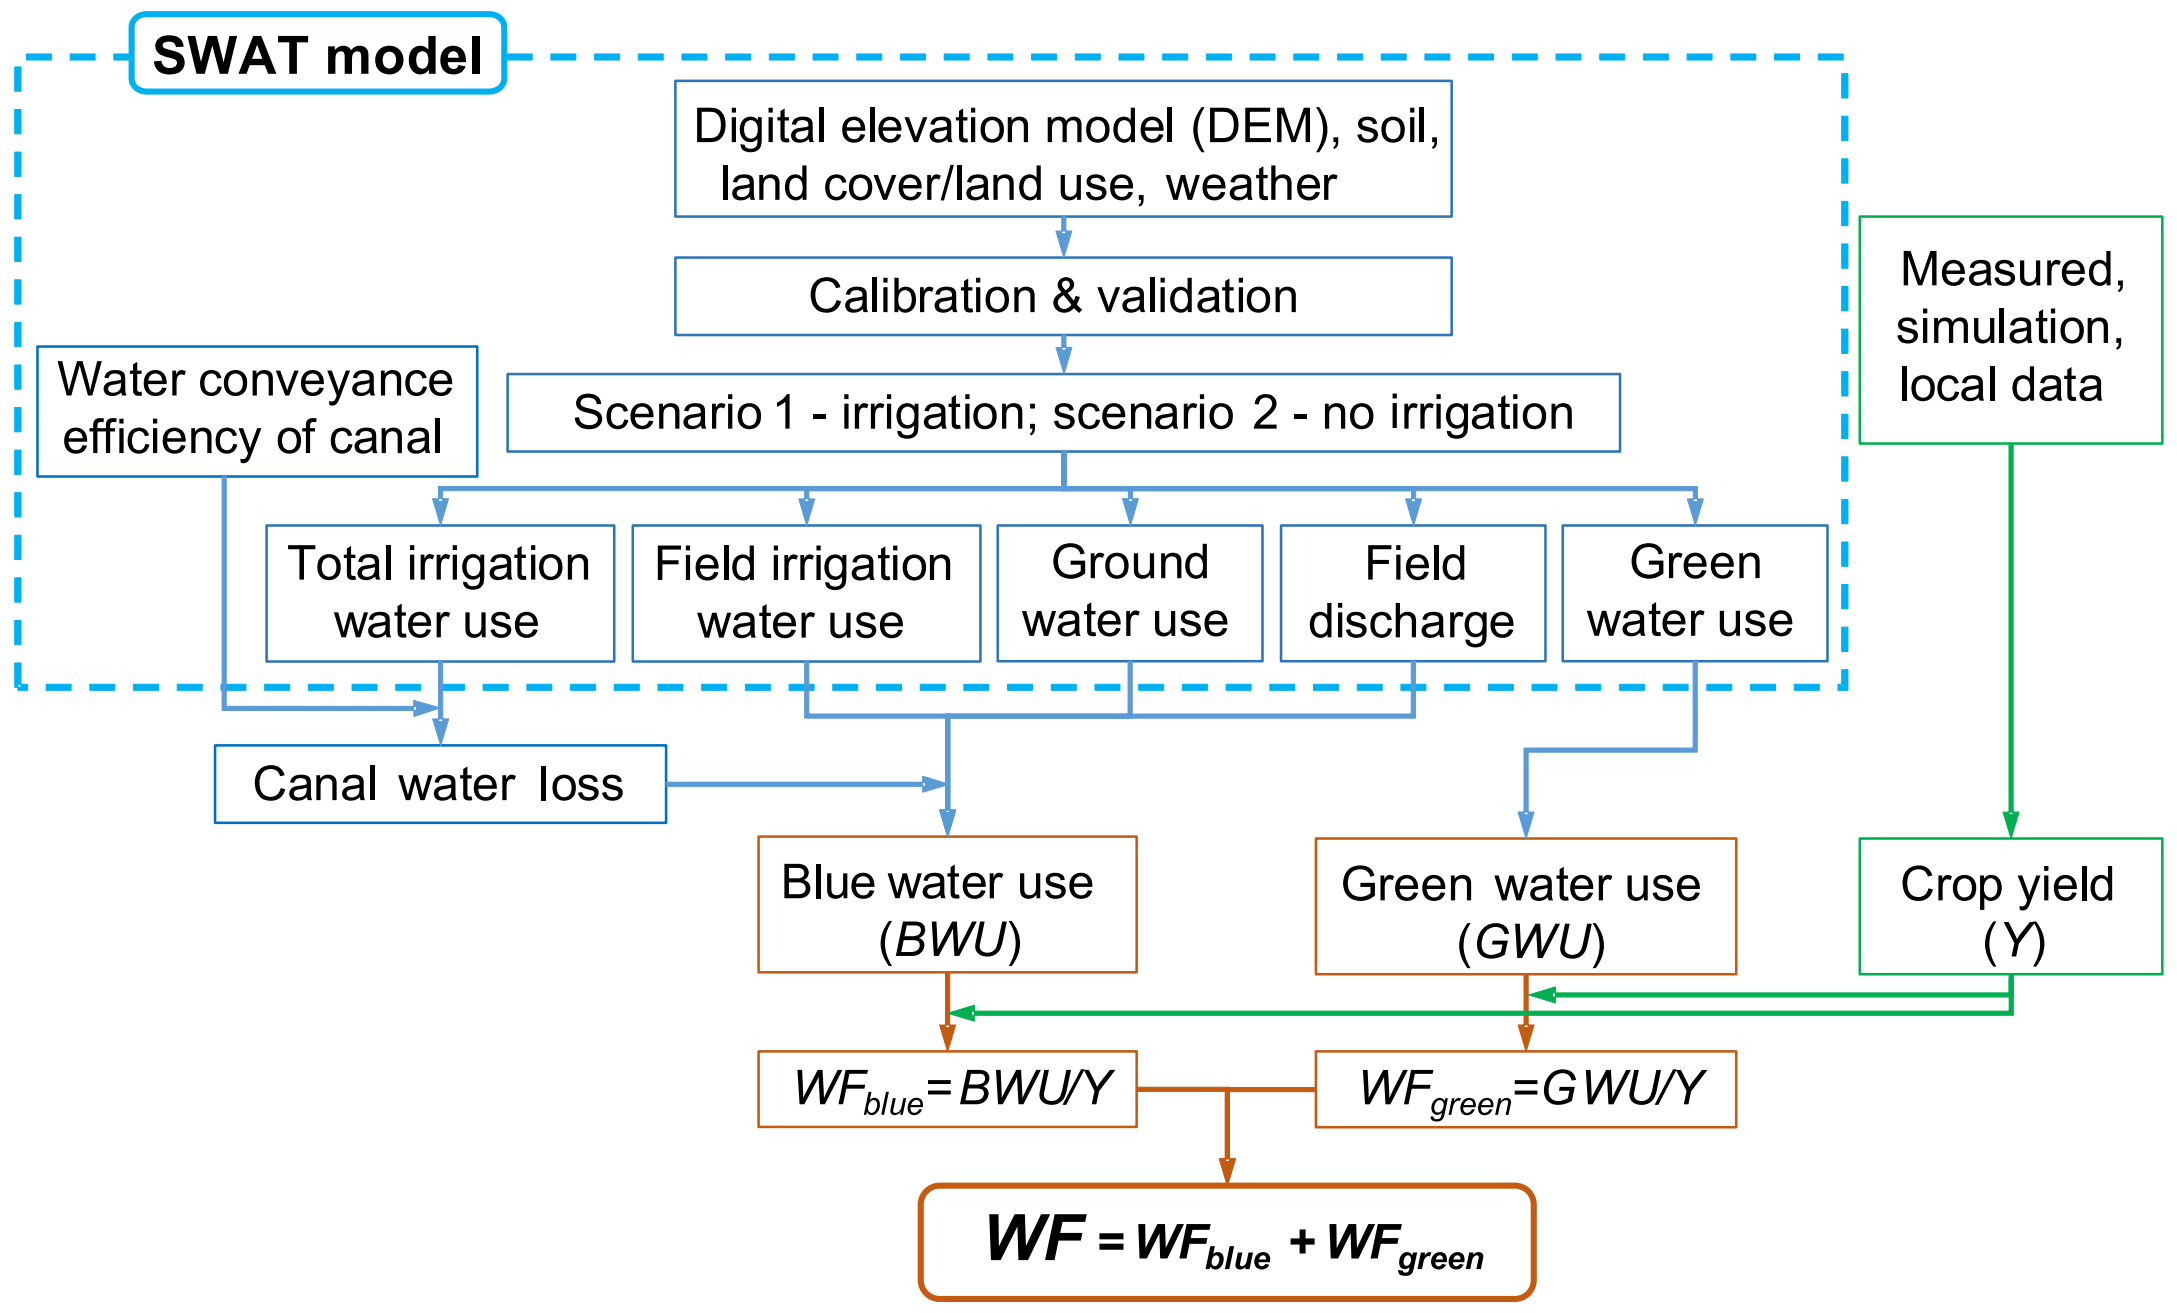 SWAT model
Digital elevation model (DEM), soil,
land cover/land use, weather
Calibration & validation
Measured,
simulation,
local data
Water conveyance
efficiency of canal
Scenario 1 - irrigation; scenario 2 - no irrigation
Total irrigation
water use
Field irrigation
water use
Ground
water use
Field
discharge
Green
water use
Canal water loss
Blue water use
(BWU)
Green water use
(GWU)
Crop yield
(Y)
WFblue=BWU/Y
WFgreen=GWU/Y
WF = WFblue + WFgreen